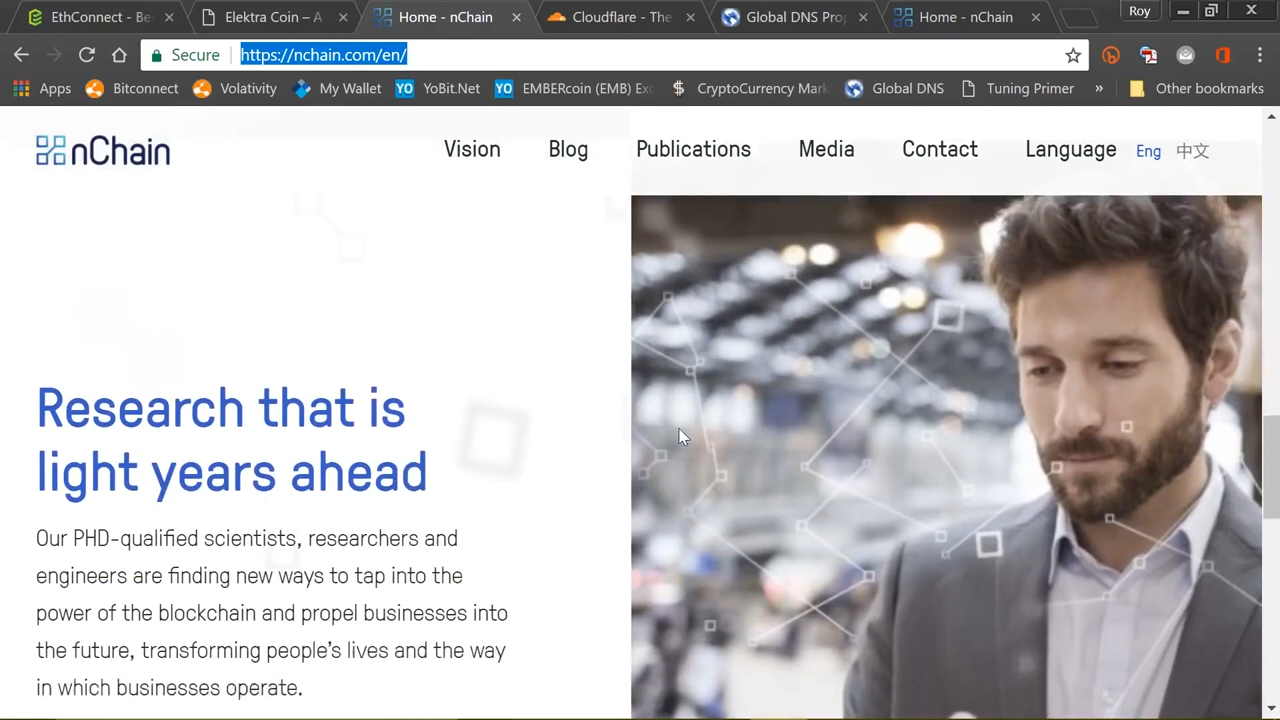 EthConnect - Be
Elektra Coin – A
Home - nChain
Cloudflare - The
Global DNS Prop
Home - nChain
Roy
Secure
https://nchain.com/en/
Apps
Bitconnect
Volativity
My Wallet
YO
YoBit.Net
YO
EMBERcoin (EMB) Exc
$
CryptoCurrency Mark
Global DNS
Tuning Primer
»
Other bookmarks
nChain
Vision
Blog
Publications
Media
Contact
Language
Eng
中文
Research that is
light years ahead
Our PHD-qualified scientists, researchers and
engineers are finding new ways to tap into the
power of the blockchain and propel businesses into
the future, transforming people's lives and the way
in which businesses operate.